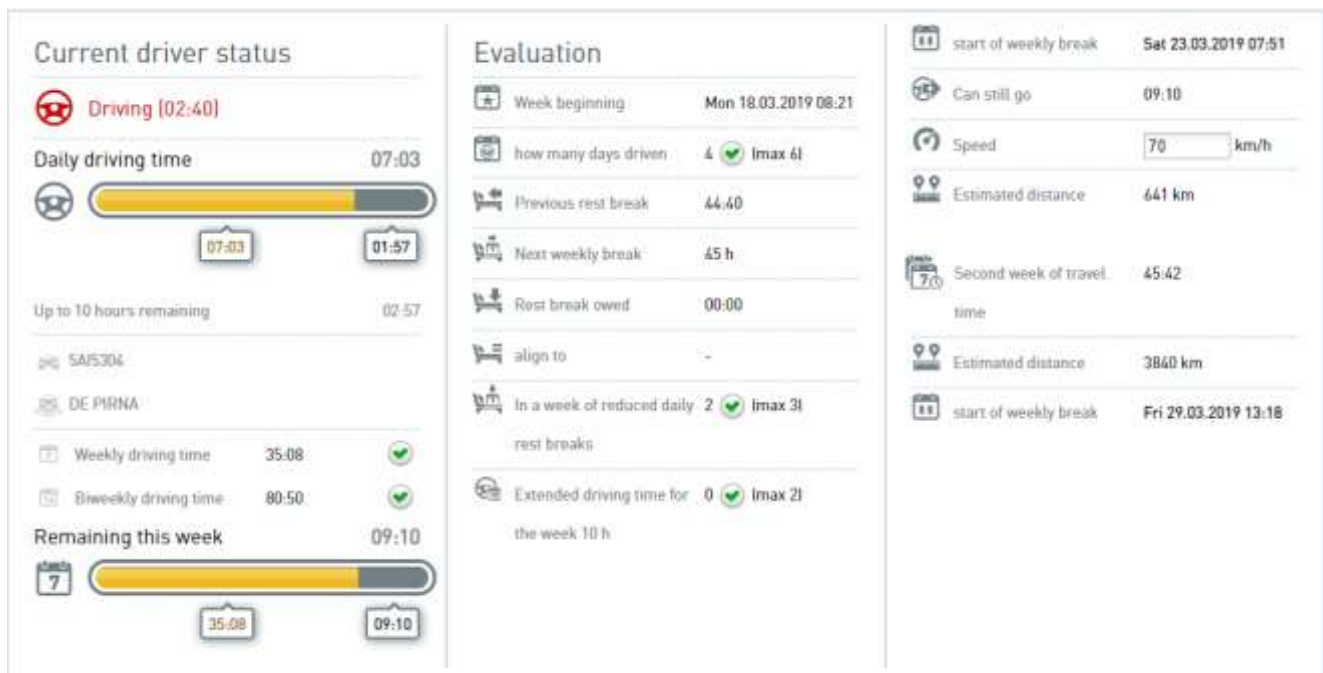 Current driver status
Driving (02:40)
Daily driving time 07:03
07:03 01:57
Up to 10 hours remaining 02:57
SAI5304
DE PIRNA
Weekly driving time 35:08
Biweekly driving time 80:50
Remaining this week 09:10
7
35:08 09:10
Evaluation
Week beginning Mon 18.03.2019 08:21
how many days driven 4 (max 6)
Previous rest break 44:40
Next weekly break 45 h
Rest break owed 00:00
align to -
In a week of reduced daily 2 (max 3)
rest breaks
Extended driving time for 0 (max 2)
the week 10 h
start of weekly break Sat 23.03.2019 07:51
Can still go 09:10
Speed 70 km/h
Estimated distance 641 km
7 Second week of travel 45:42
time
Estimated distance 3840 km
start of weekly break Fri 29.03.2019 13:18